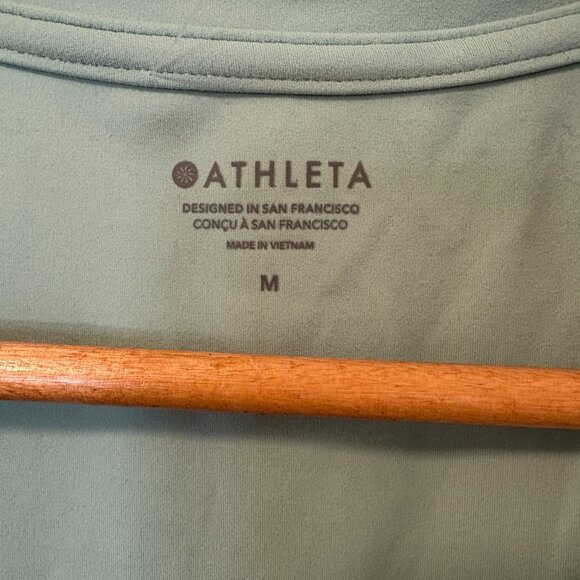 ATHLETA
DESIGNED IN SAN FRANCISCO
CONÇU À SAN FRANCISCO
MADE IN VIETNAM
M